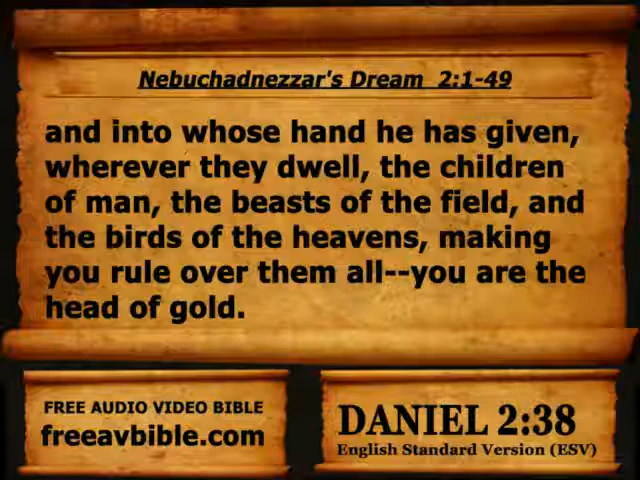 Nebuchadnezzar's Dream 2:1-49
and into whose hand he has given,
wherever they dwell, the children
of man, the beasts of the field, and
the birds of the heavens, making
you rule over them all--you are the
head of gold.
FREE AUDIO VIDEO BIBLE
freeavbible.com
DANIEL 2:38
English Standard Version (ESV)